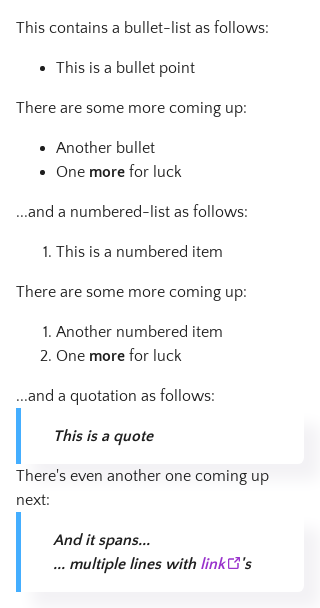 This contains a bullet-list as follows:
• This is a bullet point
There are some more coming up:
• Another bullet
• One more for luck
...and a numbered-list as follows:
1. This is a numbered item
There are some more coming up:
1. Another numbered item
2. One more for luck
...and a quotation as follows:
This is a quote
There's even another one coming up
next:
And it spans...
... multiple lines with link's